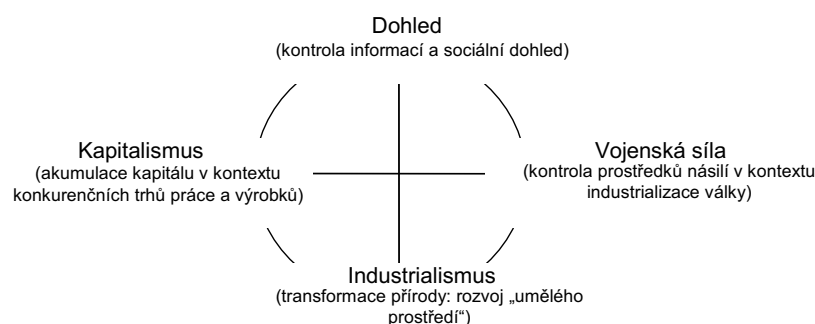 Dohled
(kontrola informací a sociální dohled)
Kapitalismus
(akumulace kapitálu v kontextu
konkurenčních trhů práce a výrobků)
Vojenská síla
(kontrola prostředků násilí v kontextu
industrializace války)
Industrialismus
(transformace přírody: rozvoj „umělého
prostředí“)